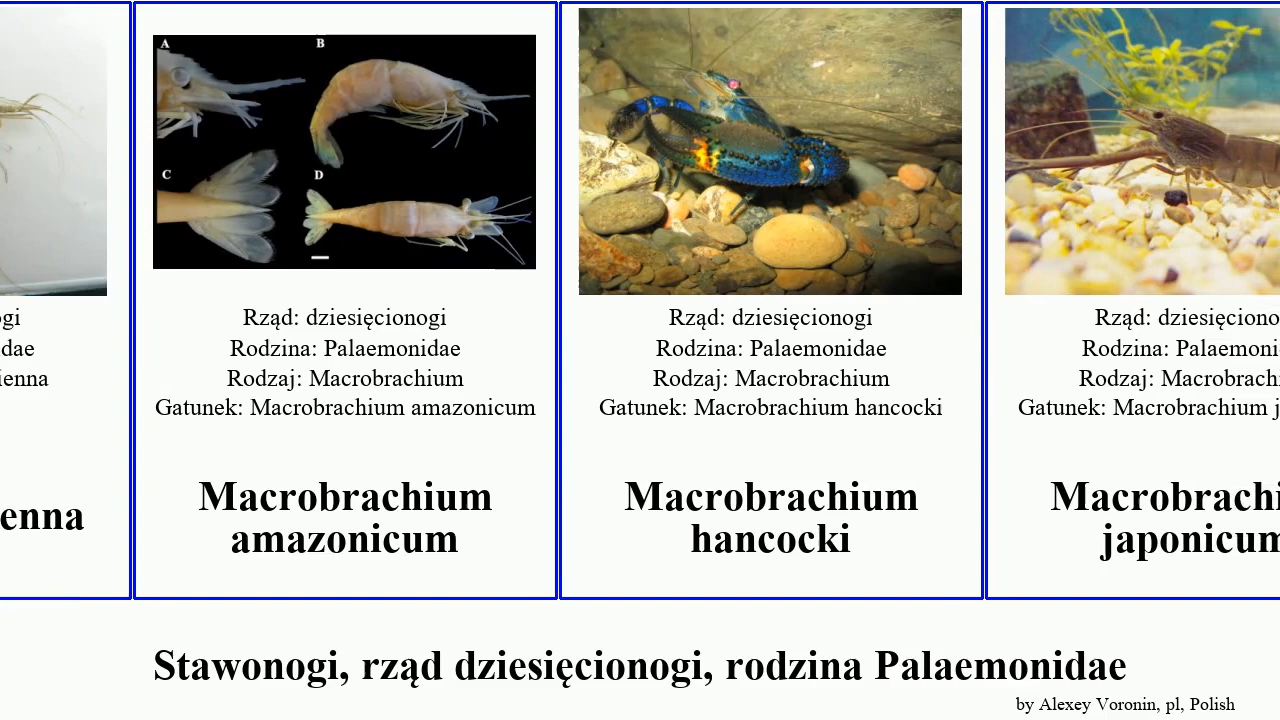 ogi
dae
ienna
enna
A
B
C
D
Rząd: dziesięcionogi
Rodzina: Palaemonidae
Rodzaj: Macrobrachium
Gatunek: Macrobrachium amazonicum
Macrobrachium
amazonicum
Rząd: dziesięcionogi
Rodzina: Palaemonidae
Rodzaj: Macrobrachium
Gatunek: Macrobrachium hancocki
Macrobrachium
hancocki
Rząd: dziesięciono
Rodzina: Palaemoni
Rodzaj: Macrobrach
Gatunek: Macrobrachium j
Macrobrachi
japonicum
Stawonogi, rząd dziesięcionogi, rodzina Palaemonidae
by Alexey Voronin, pl, Polish